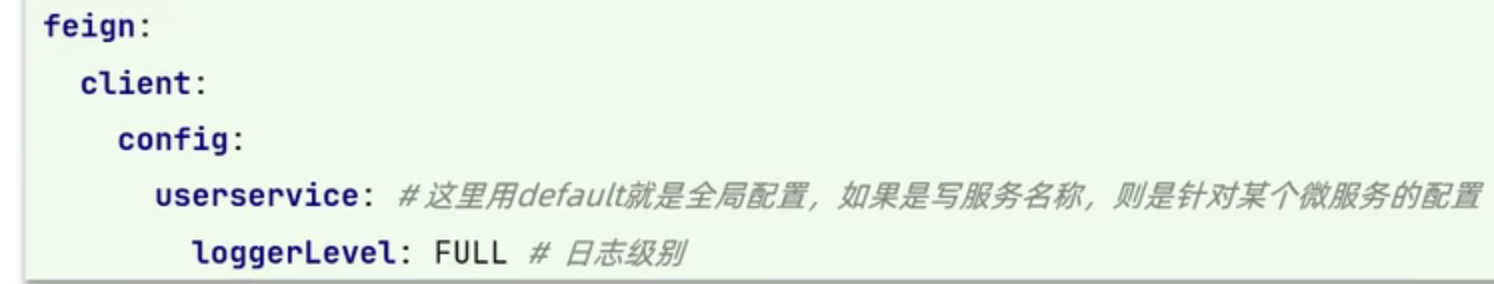 feign:
  client:
    config:
      userservice: # 这里用default就是全局配置，如果是写服务名称，则是针对某个微服务的配置
        loggerLevel: FULL # 日志级别